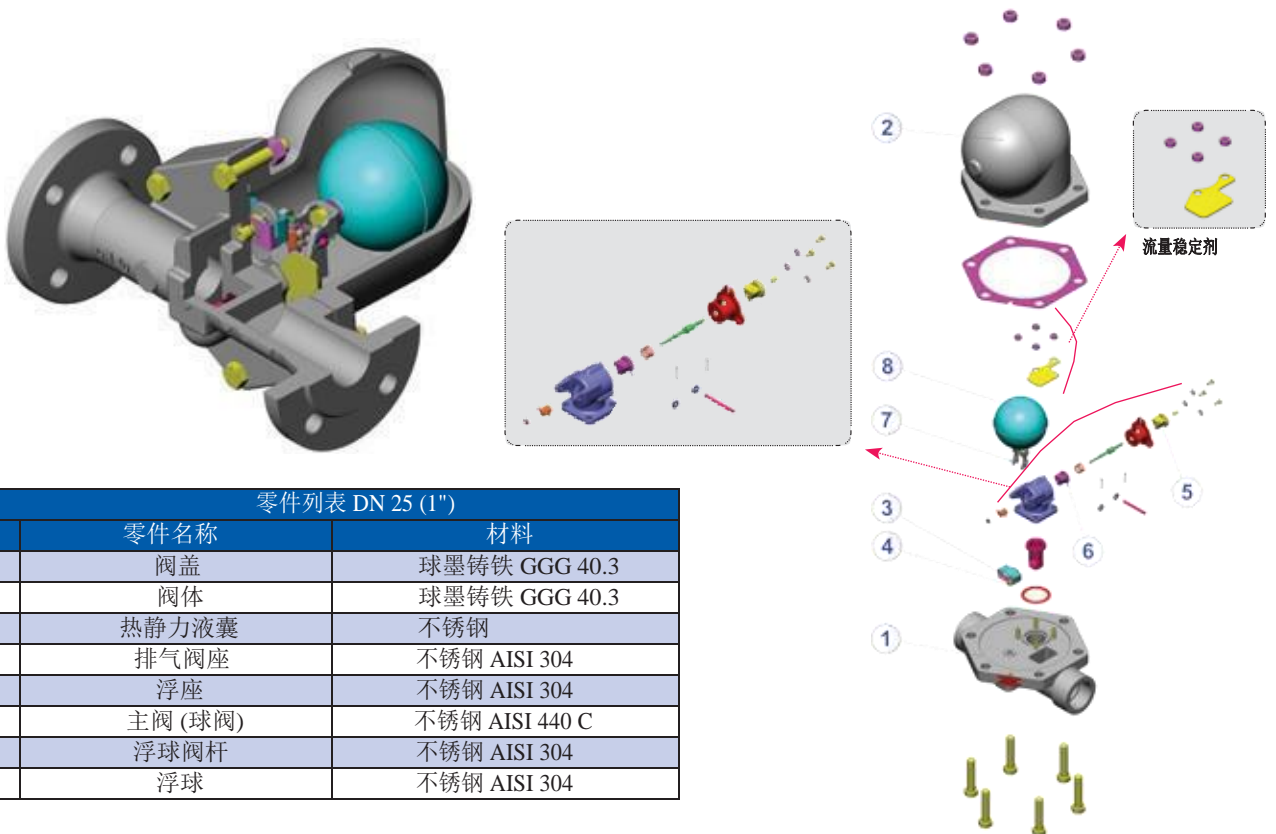 2
流量稳定剂
8
7
3
4
5
6
1
零件列表 DN 25 (1")
零件名称 材料
阀盖 球墨铸铁 GGG 40.3
阀体 球墨铸铁 GGG 40.3
热静力液囊 不锈钢
排气阀座 不锈钢 AISI 304
浮座 不锈钢 AISI 304
主阀 (球阀) 不锈钢 AISI 440 C
浮球阀杆 不锈钢 AISI 304
浮球 不锈钢 AISI 304